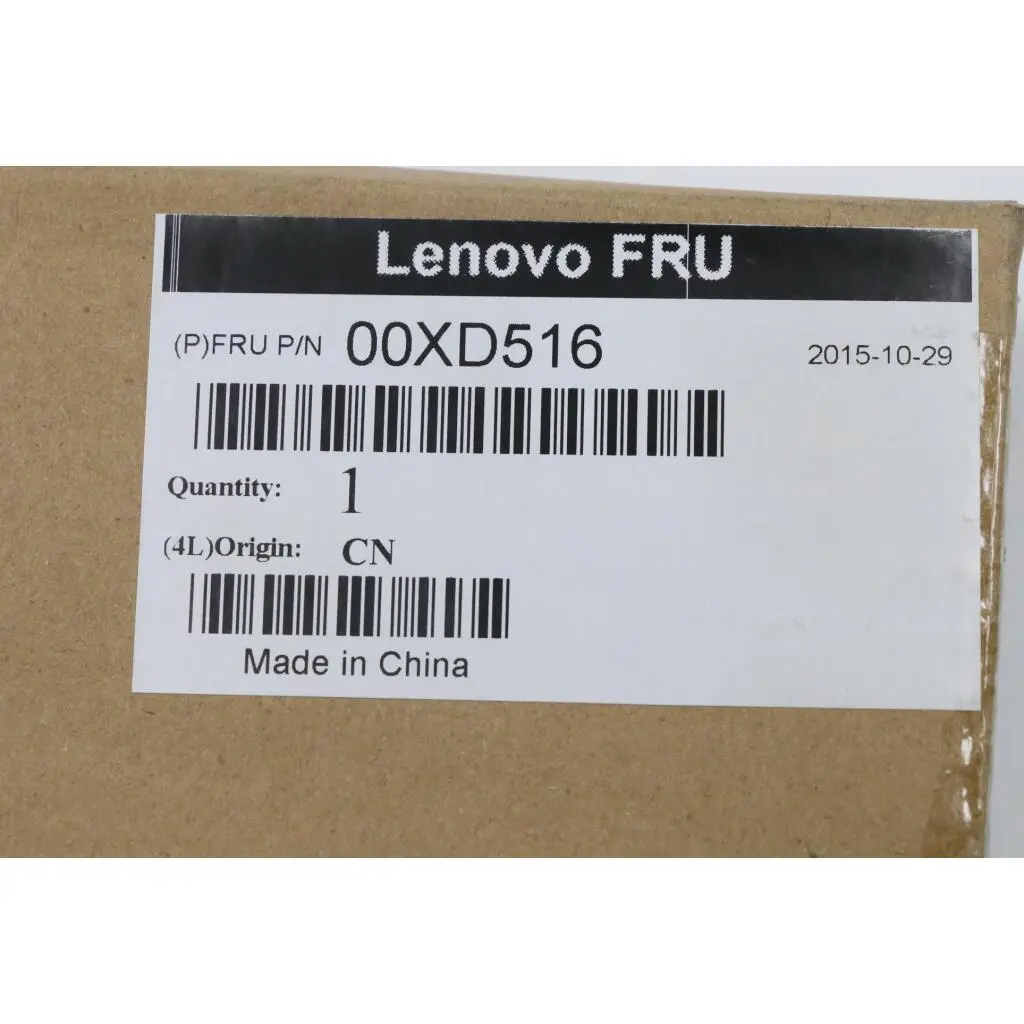 Lenovo FRU
(P)FRU P/N 00XD516 2015-10-29
Quantity: 1
(4L)Origin: CN
Made in China